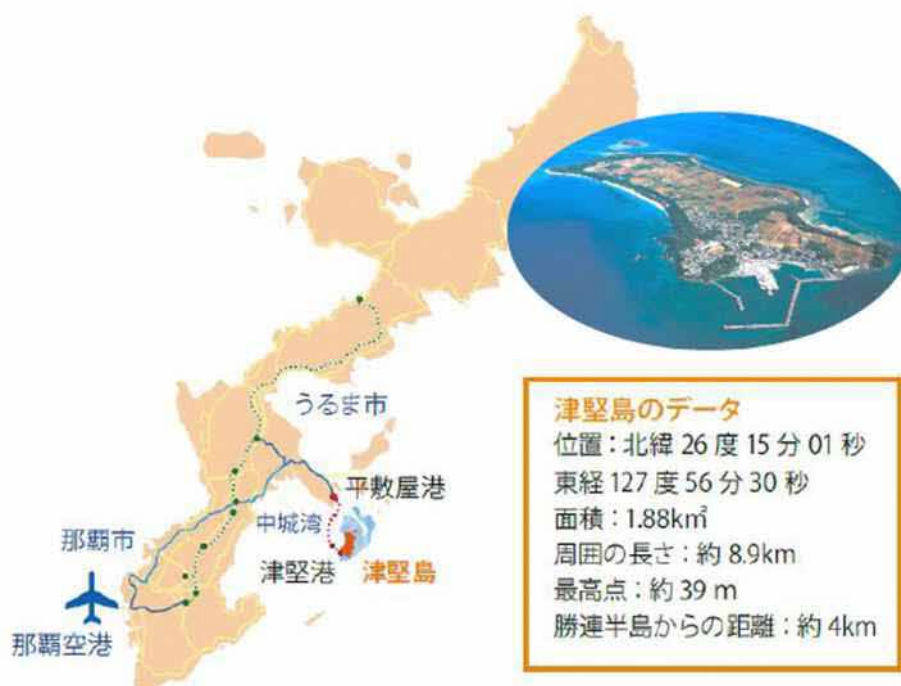 うるま市
平敷屋港
中城湾
那覇市
津堅港
津堅島
那覇空港
津堅島のデータ
位置：北緯 26 度 15 分 01 秒
東経 127 度 56 分 30 秒
面積：1.88k㎡
周囲の長さ：約 8.9km
最高点：約 39 m
勝連半島からの距離：約 4km